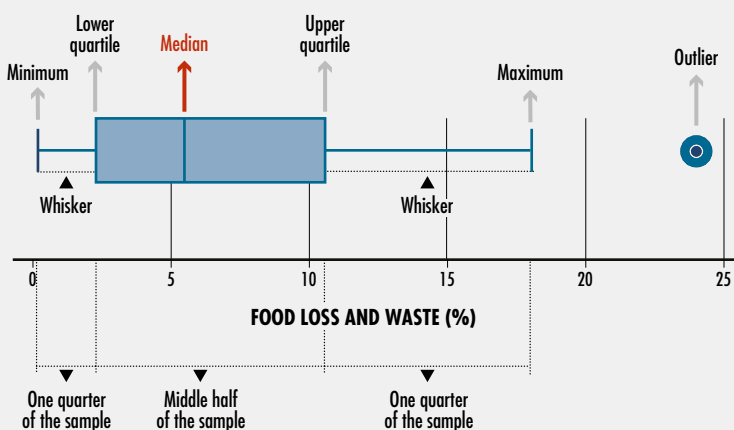 Lower
quartile
Median
Upper
quartile
Minimum
Maximum
Outlier
Whisker
Whisker
0
5
10
15
20
25
FOOD LOSS AND WASTE (%)
One quarter
of the sample
Middle half
of the sample
One quarter
of the sample